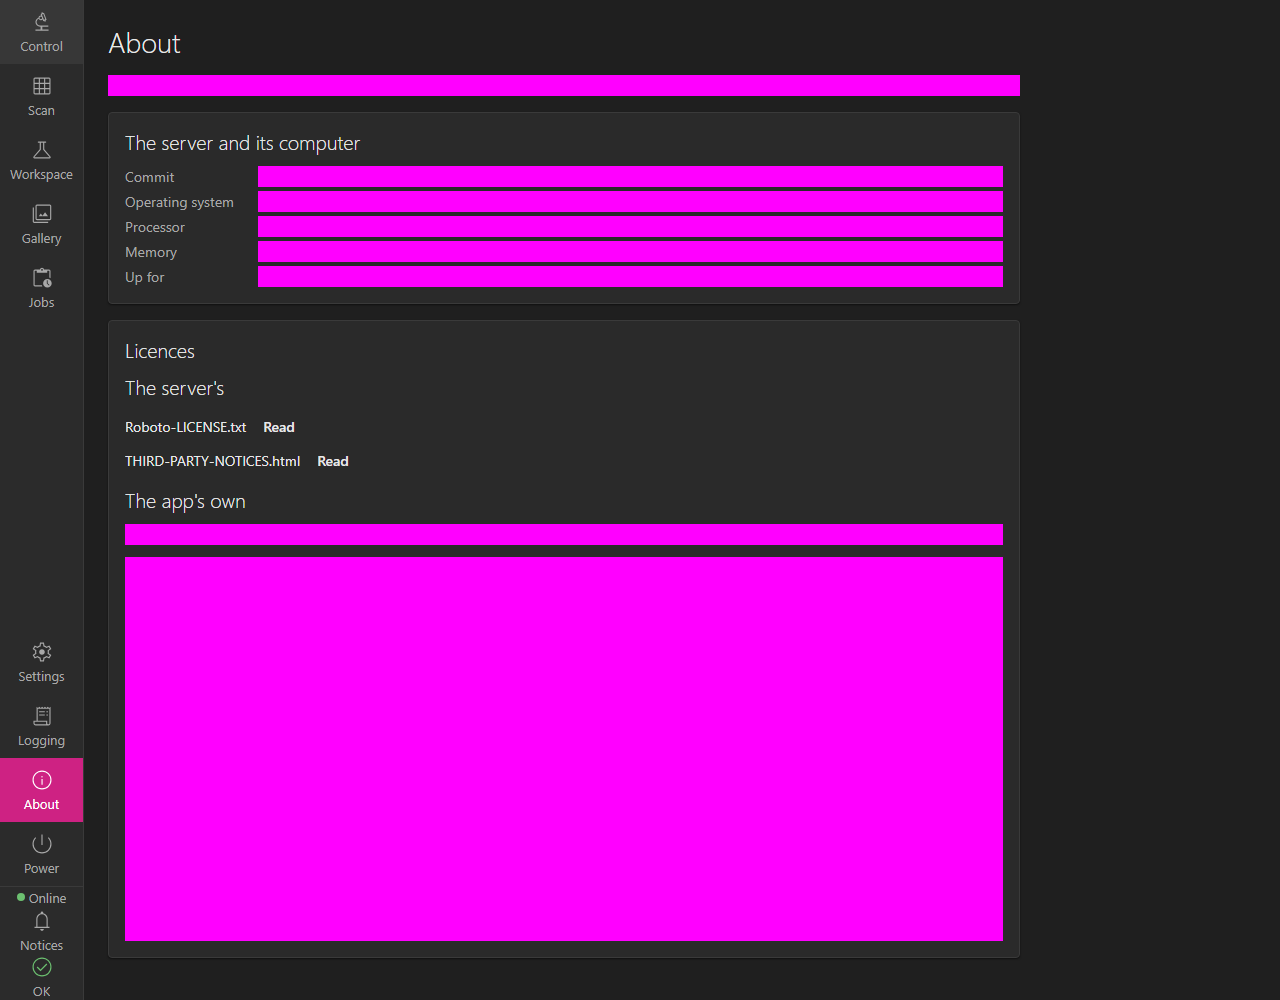 Control
Scan
Workspace
Gallery
Jobs
Settings
Logging
About
Power
Online
Notices
OK
About
The server and its computer
Commit
Operating system
Processor
Memory
Up for
Licences
The server's
Roboto-LICENSE.txt Read
THIRD-PARTY-NOTICES.html Read
The app's own